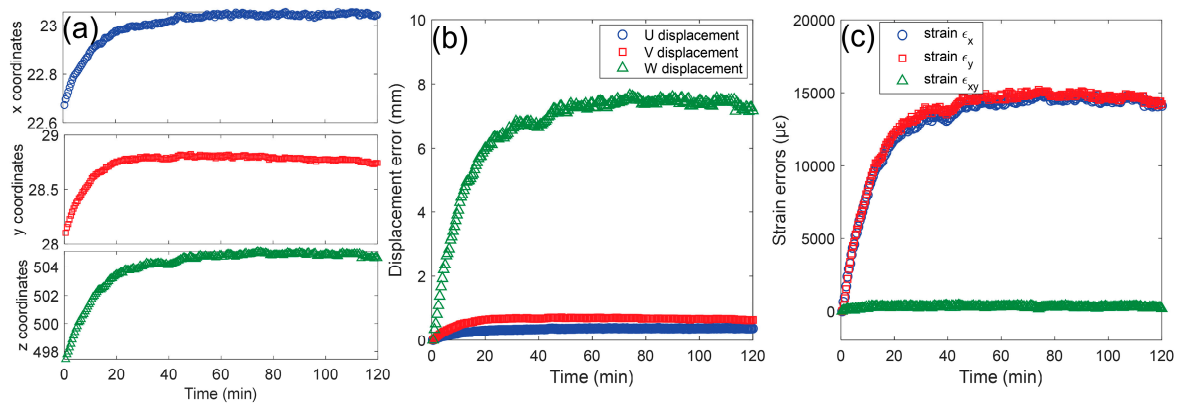 (a)
x coordinates
23
22.8
22.6
y coordinates
29
28.5
28
z coordinates
504
502
500
498
0 20 40 60 80 100 120
Time (min)
(b)
U displacement
V displacement
W displacement
Displacement error (mm)
10
8
6
4
2
0
0 20 40 60 80 100 120
Time (min)
(c)
strain ϵx
strain ϵy
strain ϵxy
Strain errors (με)
20000
15000
10000
5000
0
0 20 40 60 80 100 120
Time (min)